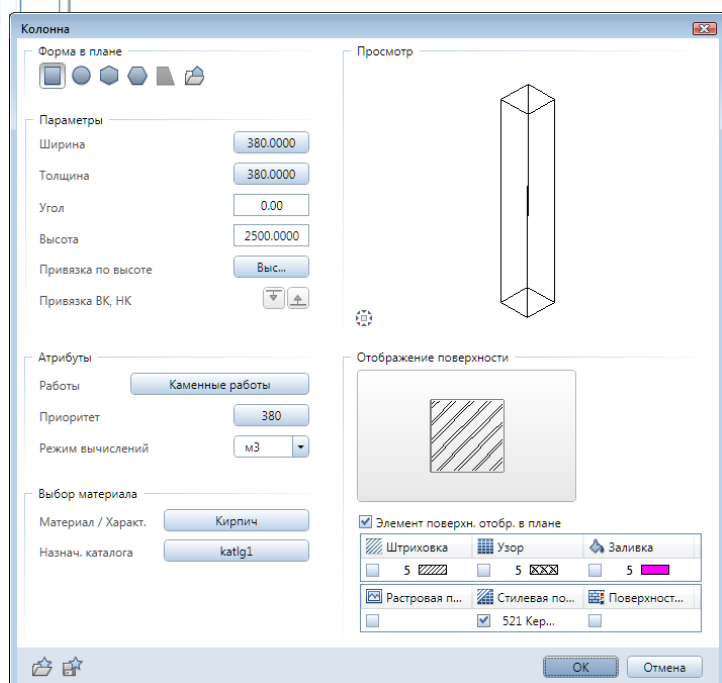 Колонна
Форма в плане
Параметры
Ширина 380.0000
Толщина 380.0000
Угол 0.00
Высота 2500.0000
Привязка по высоте Выс...
Привязка ВК, НК
Атрибуты
Работы Каменные работы
Приоритет 380
Режим вычислений м3
Выбор материала
Материал / Характ. Кирпич
Назнач. каталога katlg1
Просмотр
Отображение поверхности
Элемент поверхн. отобр. в плане
Штриховка Узор Заливка
5 5 5
Растровая п... Стилевая по... Поверхност...
521 Кер...
ОК Отмена